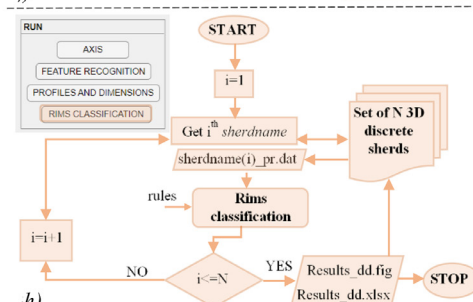 RUN
AXIS
FEATURE RECOGNITION
PROFILES AND DIMENSIONS
RIMS CLASSIFICATION
START
i=1
Get iᵗʰ sherdname
sherdname(i)_pr.dat
Set of N 3D
discrete
sherds
rules
Rims
classification
i=i+1
NO
i<=N
YES
Results_dd.fig
Results_dd.xlsx
STOP
h)